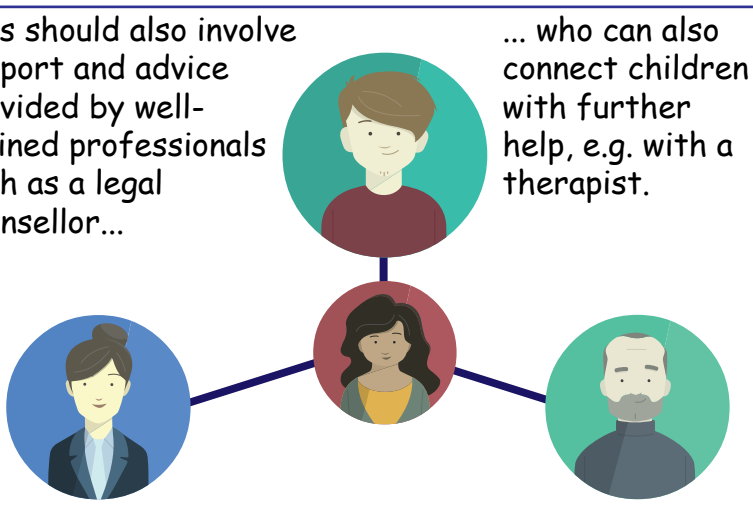 s should also involve
port and advice
vided by well-
ined professionals
h as a legal
nsellor...
... who can also
connect children
with further
help, e.g. with a
therapist.